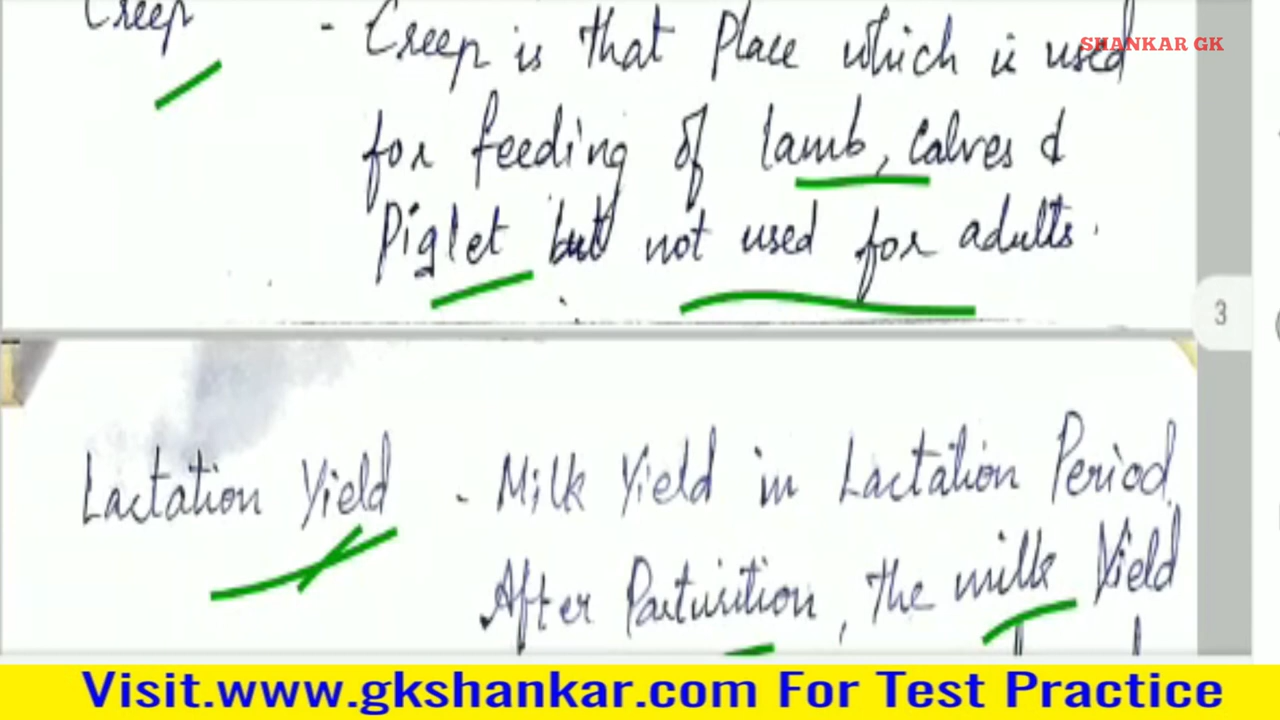 Creep - Creep is that Place which is used
SHANKAR GK
for feeding of lamb, Calves &
Piglet but not used for adults.
3
Lactation Yield - Milk Yield in Lactation Period.
After Parturition, the milk Yield
Visit.www.gkshankar.com For Test Practice